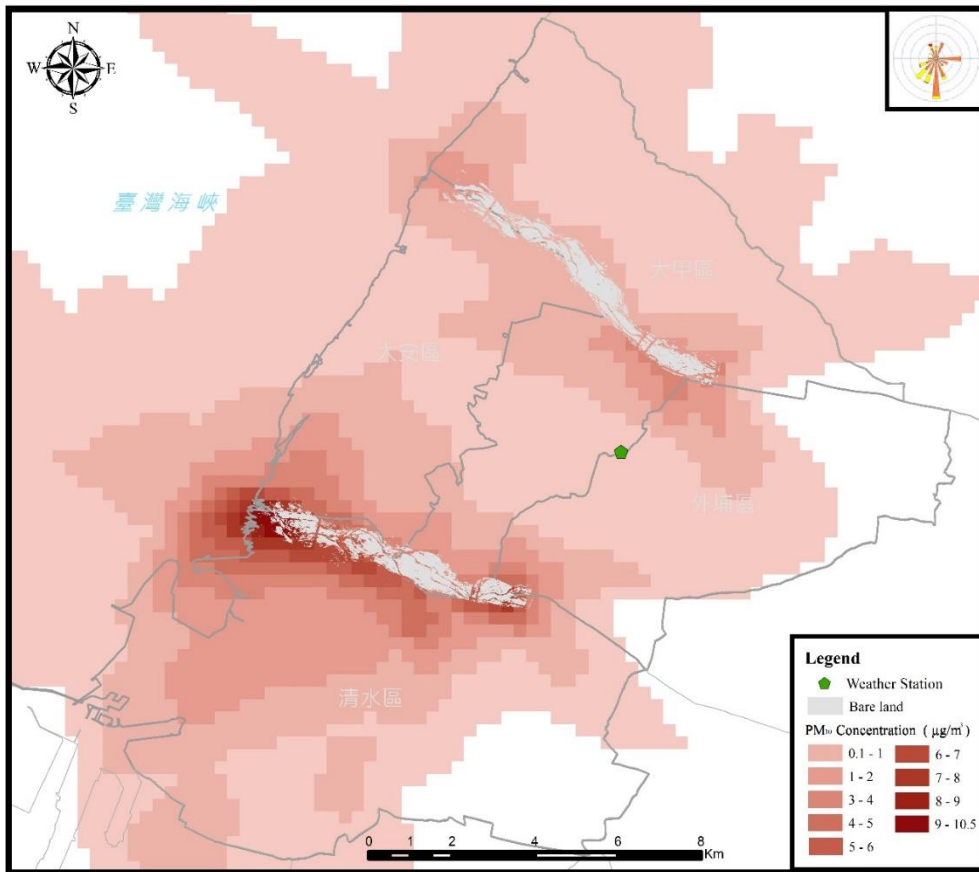 N
W E
S
臺灣海峽
大甲區
大安區
外埔區
清水區
Legend
Weather Station
Bare land
PM₁₀ Concentration ( μg/m³)
0.1 - 1
1 - 2
3 - 4
4 - 5
5 - 6
6 - 7
7 - 8
8 - 9
9 - 10.5
0 1 2 4 6 8
Km